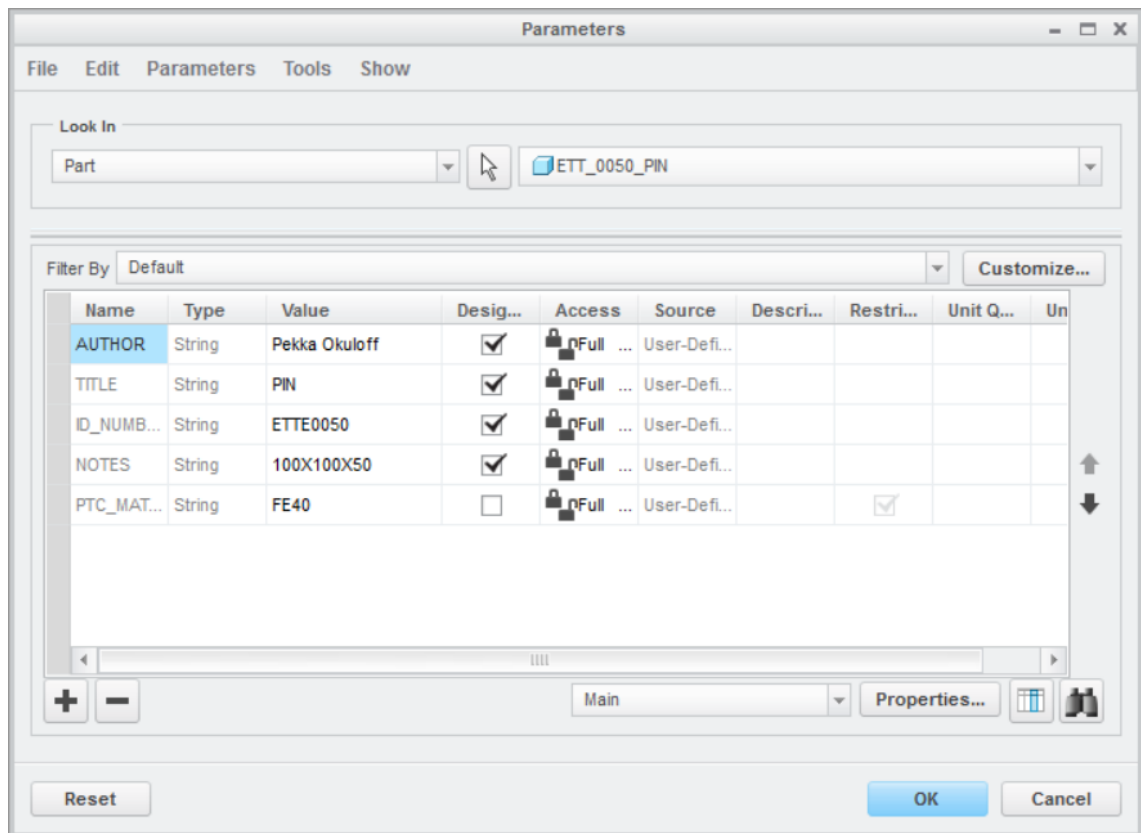 Parameters
File Edit Parameters Tools Show
Look In
Part ETT_0050_PIN
Filter By Default Customize...
Name Type Value Desig... Access Source Descri... Restri... Unit Q... Un
AUTHOR String Pekka Okuloff Full ... User-Defi...
TITLE String PIN Full ... User-Defi...
ID_NUMB... String ETTE0050 Full ... User-Defi...
NOTES String 100X100X50 Full ... User-Defi...
PTC_MAT... String FE40 Full ... User-Defi...
Main Properties...
Reset OK Cancel